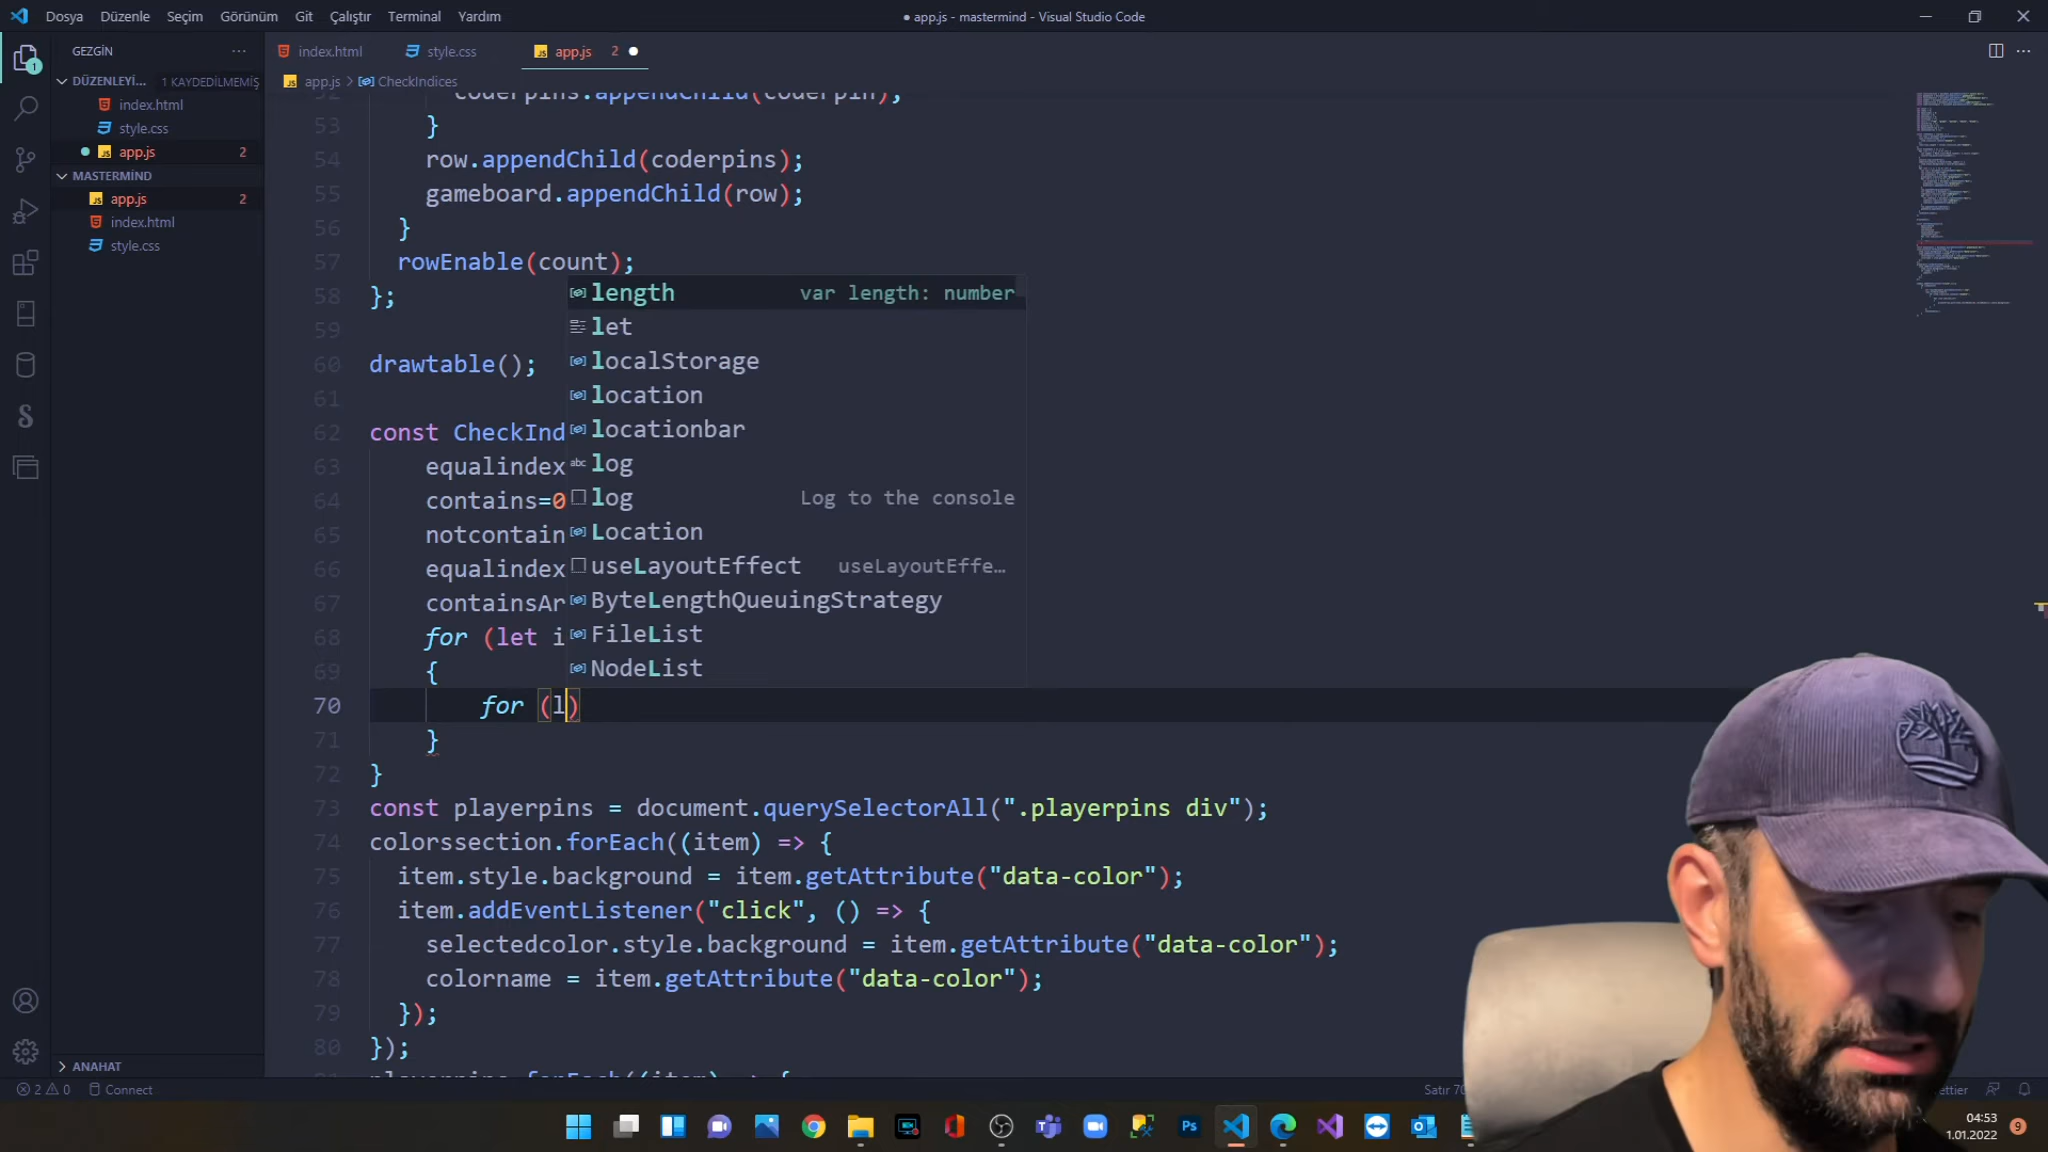 Dosya Düzenle Seçim Görünüm Git Çalıştır Terminal Yardım
● app.js - mastermind - Visual Studio Code
GEZGİN
index.html
style.css
app.js 2
DÜZENLEYİ... 1 KAYDEDİLMEMİŞ
index.html
style.css
app.js 2
MASTERMIND
app.js 2
index.html
style.css
ANAHAT
app.js > CheckIndices
53 }
54 row.appendChild(coderpins);
55 gameboard.appendChild(row);
56 }
57 rowEnable(count);
58 };
59
60 drawtable();
61
62 const CheckInd
63 equalindex
64 contains=0
65 notcontain
66 equalindex
67 containsAr
68 for (let i
69 {
70 for (l)
71 }
72 }
73 const playerpins = document.querySelectorAll(".playerpins div");
74 colorssection.forEach((item) => {
75 item.style.background = item.getAttribute("data-color");
76 item.addEventListener("click", () => {
77 selectedcolor.style.background = item.getAttribute("data-color");
78 colorname = item.getAttribute("data-color");
79 });
80 });
length var length: number
let
localStorage
location
locationbar
abc log
log Log to the console
Location
useLayoutEffect useLayoutEffe...
ByteLengthQueuingStrategy
FileList
NodeList
1
2 0 Connect
Satır 70
04:53
1.01.2022
9
Ps